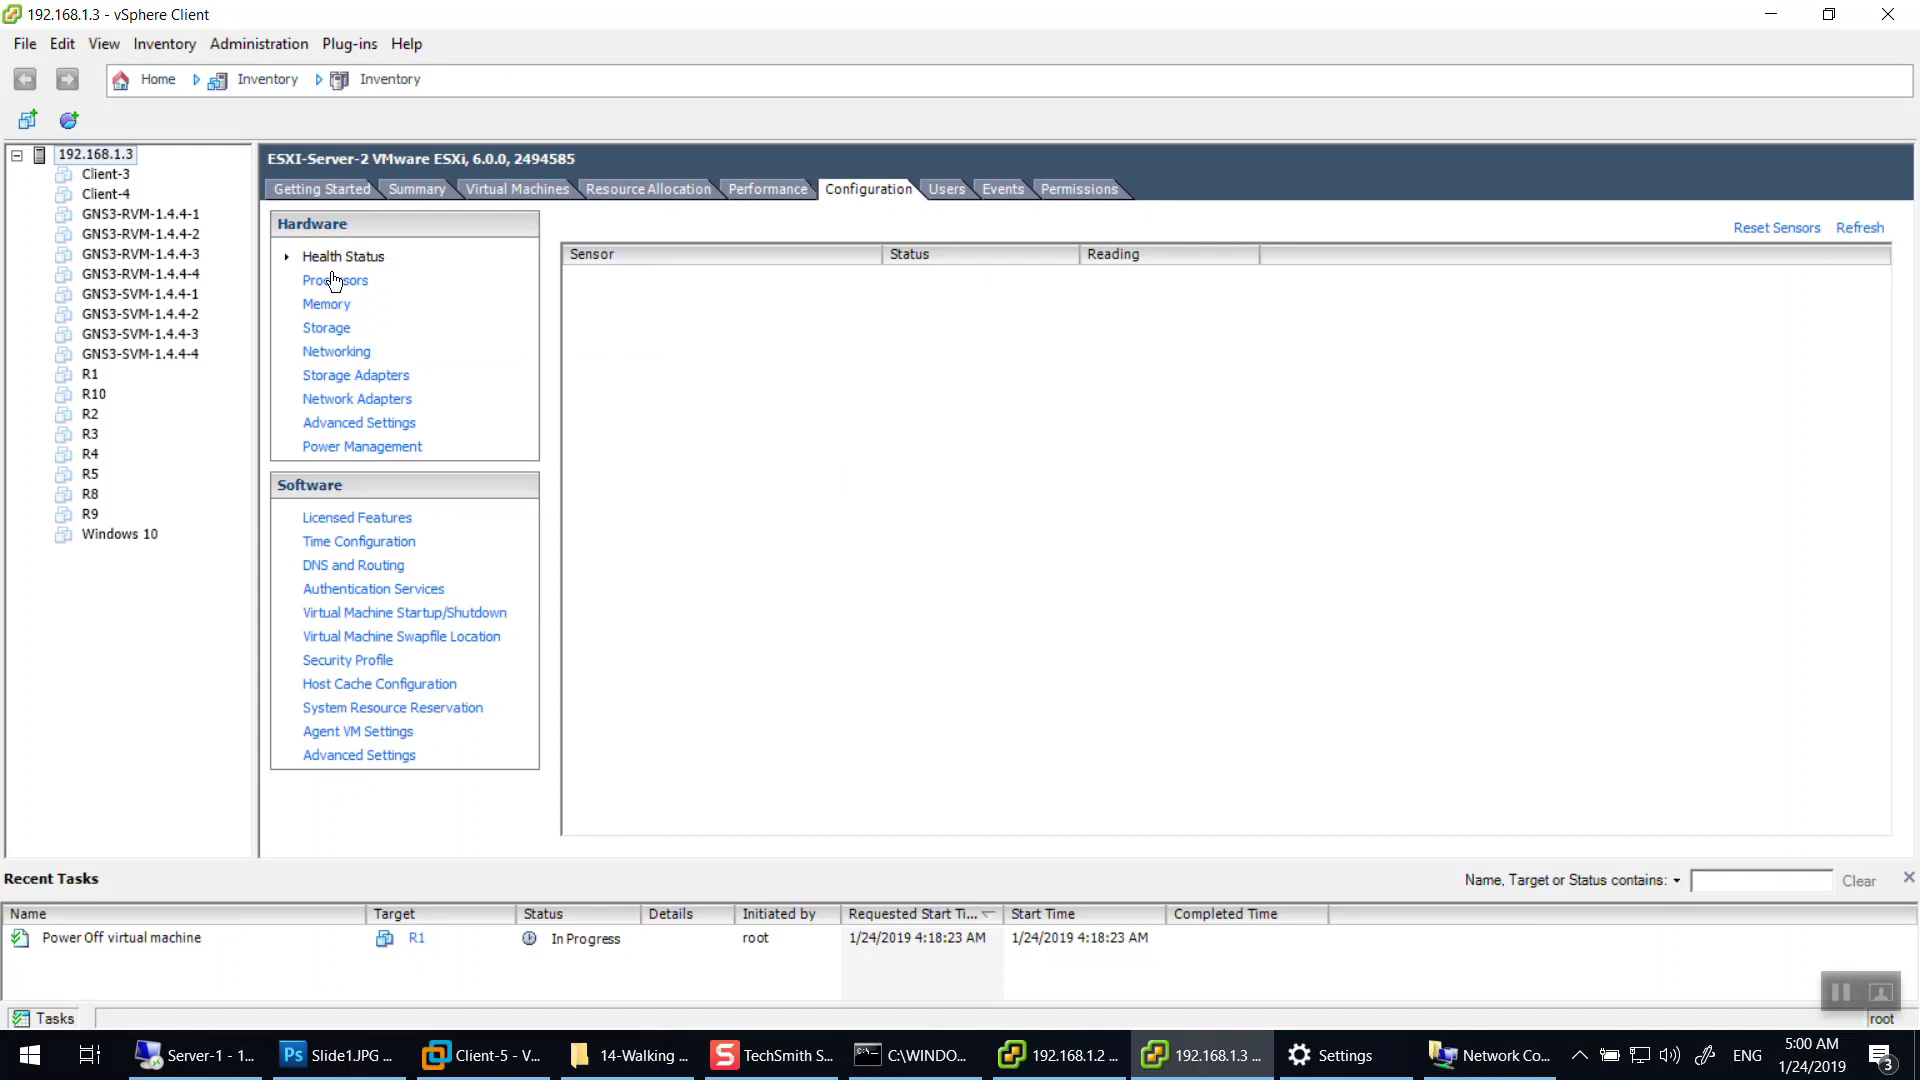 192.168.1.3 - vSphere Client
File Edit View Inventory Administration Plug-ins Help
Home Inventory Inventory
192.168.1.3
Client-3
Client-4
GNS3-RVM-1.4.4-1
GNS3-RVM-1.4.4-2
GNS3-RVM-1.4.4-3
GNS3-RVM-1.4.4-4
GNS3-SVM-1.4.4-1
GNS3-SVM-1.4.4-2
GNS3-SVM-1.4.4-3
GNS3-SVM-1.4.4-4
R1
R10
R2
R3
R4
R5
R8
R9
Windows 10
ESXI-Server-2 VMware ESXi, 6.0.0, 2494585
Getting Started Summary Virtual Machines Resource Allocation Performance Configuration Users Events Permissions
Hardware
Health Status
Processors
Memory
Storage
Networking
Storage Adapters
Network Adapters
Advanced Settings
Power Management
Software
Licensed Features
Time Configuration
DNS and Routing
Authentication Services
Virtual Machine Startup/Shutdown
Virtual Machine Swapfile Location
Security Profile
Host Cache Configuration
System Resource Reservation
Agent VM Settings
Advanced Settings
Reset Sensors Refresh
Sensor Status Reading
Recent Tasks
Name, Target or Status contains: Clear
Name Target Status Details Initiated by Requested Start Ti... Start Time Completed Time
Power Off virtual machine R1 In Progress root 1/24/2019 4:18:23 AM 1/24/2019 4:18:23 AM
Tasks
root
Server-1 - 1... Slide1.JPG ... Client-5 - V... 14-Walking ... TechSmith S... C:\WINDO... 192.168.1.2 ... 192.168.1.3 ... Settings Network Co... ENG
5:00 AM
1/24/2019
3